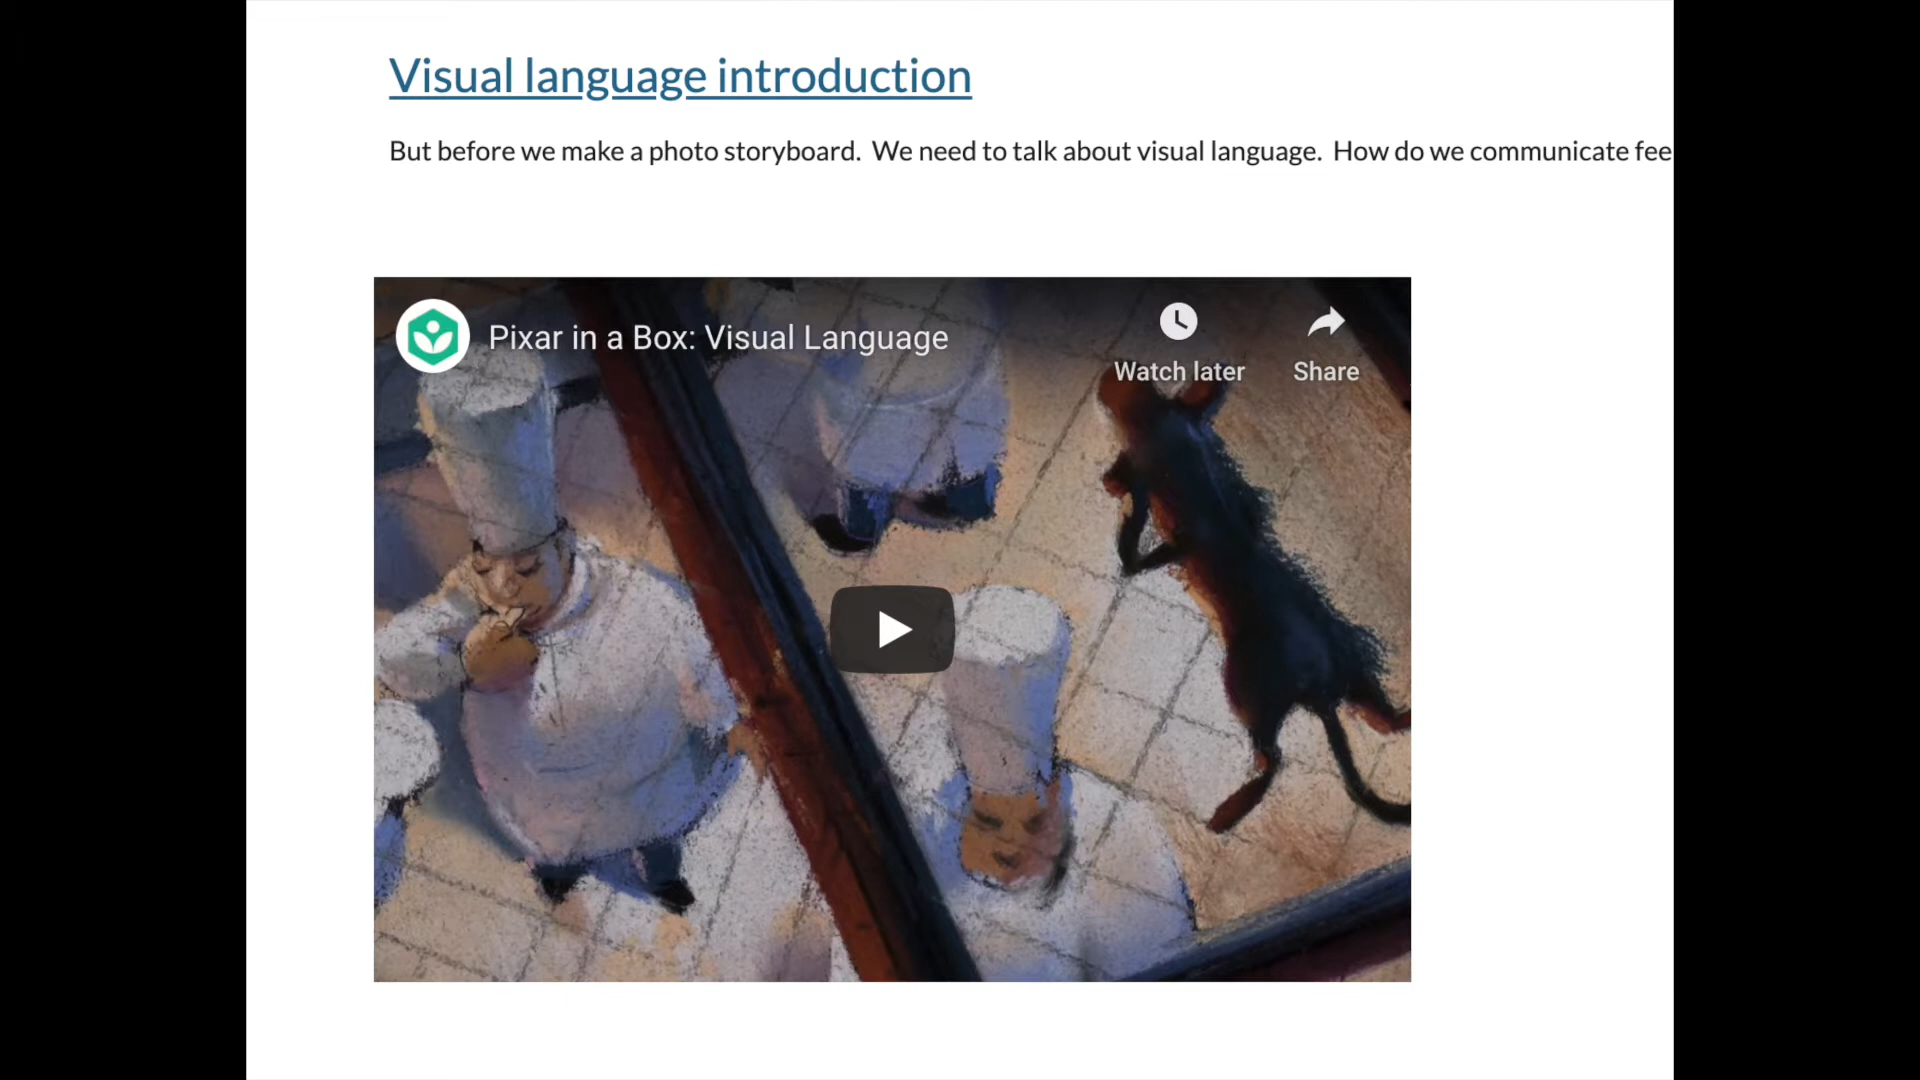 Visual language introduction
But before we make a photo storyboard.  We need to talk about visual language.  How do we communicate fee
Pixar in a Box: Visual Language
Watch later
Share